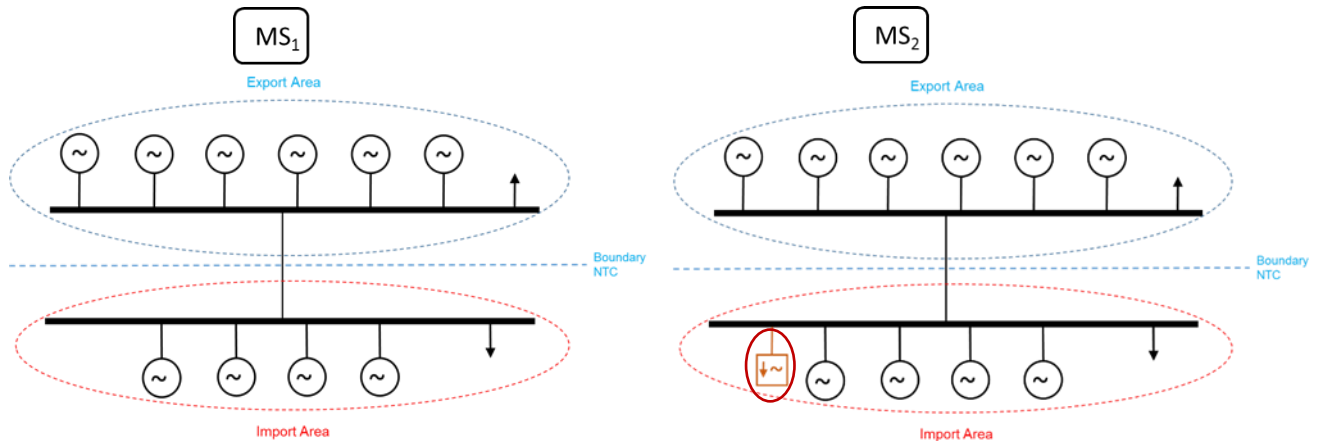 MS₁
Export Area
Boundary
NTC
Import Area
MS₂
Export Area
Boundary
NTC
Import Area